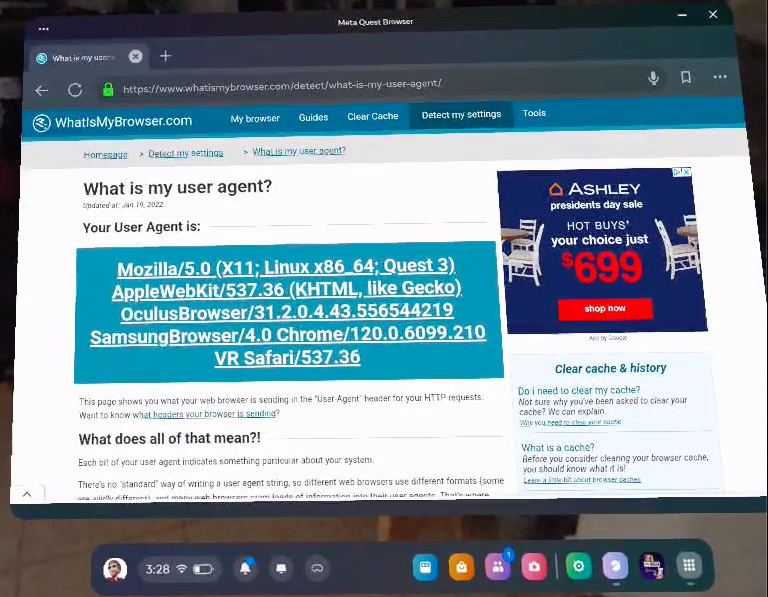 Meta Quest Browser
What is my user
https://www.whatismybrowser.com/detect/what-is-my-user-agent/
WhatIsMyBrowser.com
My browser
Guides
Clear Cache
Detect my settings
Tools
Homepage > Detect my settings > What is my user agent?
What is my user agent?
Updated at: Jan 19, 2022
Your User Agent is:
Mozilla/5.0 (X11; Linux x86_64; Quest 3)
AppleWebKit/537.36 (KHTML, like Gecko)
OculusBrowser/31.2.0.4.43.556544219
SamsungBrowser/4.0 Chrome/120.0.6099.210
VR Safari/537.36
This page shows you what your web browser is sending in the "User-Agent" header for your HTTP requests.
Want to know what headers your browser is sending?
What does all of that mean?!
Each bit of your user agent indicates something particular about your system.
There's no "standard" way of writing a user agent string, so different web browsers use different formats (some
are wildly different), and many web browsers cram loads of information into their user agents. That's where
ASHLEY
presidents day sale
HOT BUYS*
your choice just
$699
shop now
Ads by Google
Clear cache & history
Do i need to clear my cache?
Not sure why you've been asked to clear your
cache? We can explain.
Why you need to clear your cache
What is a cache?
Before you consider clearing your browser cache,
you should know what it is!
Learn a little bit about browser caches
3:28
1